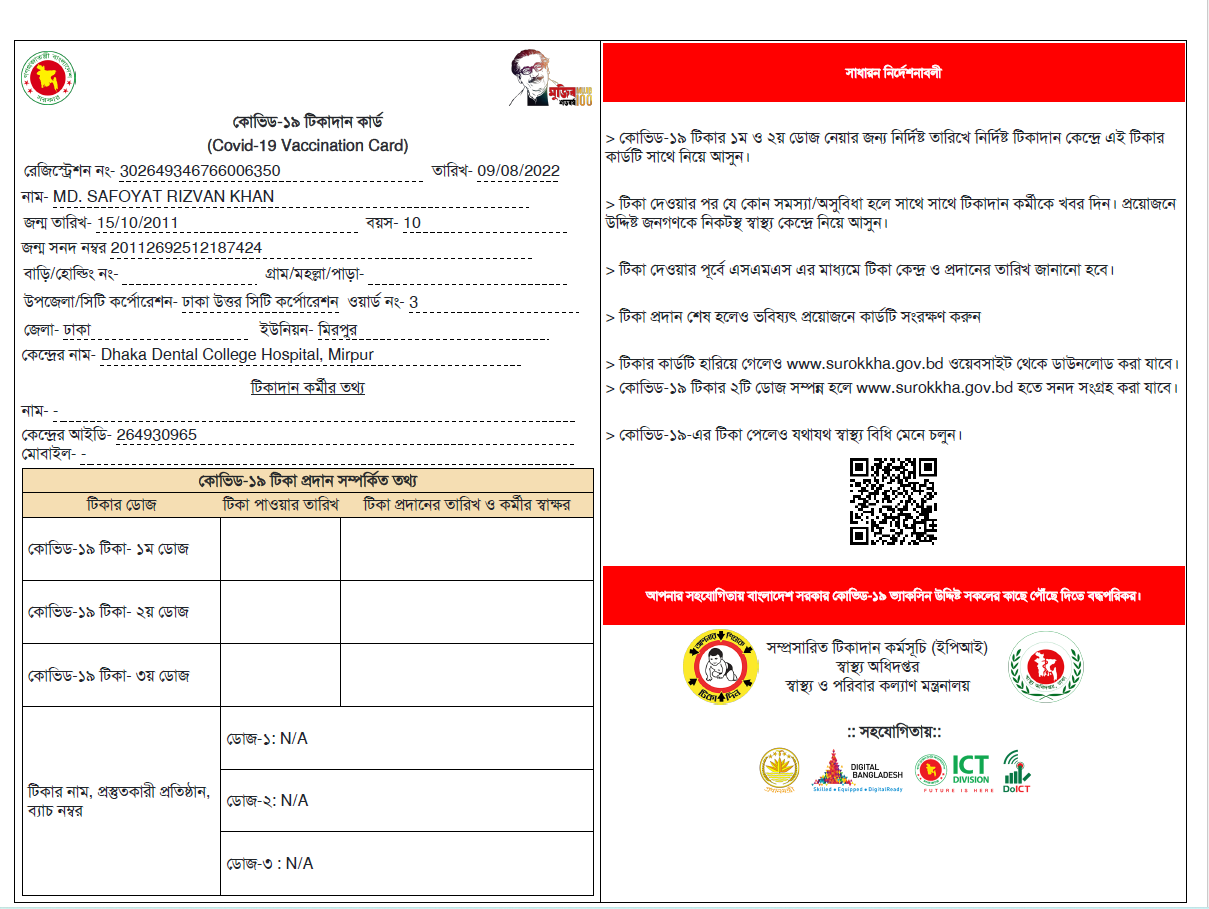 কোভিড-১৯ টিকাদান কার্ড
(Covid-19 Vaccination Card)
রেজিস্ট্রেশন নং- 302649346766006350 তারিখ- 09/08/2022
নাম- MD. SAFOYAT RIZVAN KHAN
জন্ম তারিখ- 15/10/2011 বয়স- 10
জন্ম সনদ নম্বর 20112692512187424
বাড়ি/হোল্ডিং নং- গ্রাম/মহল্লা/পাড়া-
উপজেলা/সিটি কর্পোরেশন- ঢাকা উত্তর সিটি কর্পোরেশন ওয়ার্ড নং- 3
জেলা- ঢাকা ইউনিয়ন- মিরপুর
কেন্দ্রের নাম- Dhaka Dental College Hospital, Mirpur
টিকাদান কর্মীর তথ্য
নাম- -
কেন্দ্রের আইডি- 264930965
মোবাইল- -
কোভিড-১৯ টিকা প্রদান সম্পর্কিত তথ্য
টিকার ডোজ টিকা পাওয়ার তারিখ টিকা প্রদানের তারিখ ও কর্মীর স্বাক্ষর
কোভিড-১৯ টিকা- ১ম ডোজ
কোভিড-১৯ টিকা- ২য় ডোজ
কোভিড-১৯ টিকা- ৩য় ডোজ
টিকার নাম, প্রস্তুতকারী প্রতিষ্ঠান,
ব্যাচ নম্বর
ডোজ-১: N/A
ডোজ-২: N/A
ডোজ-৩ : N/A
মুজিব
শতবর্ষ 100
সাধারন নির্দেশনাবলী
> কোভিড-১৯ টিকার ১ম ও ২য় ডোজ নেয়ার জন্য নির্দিষ্ট তারিখে নির্দিষ্ট টিকাদান কেন্দ্রে এই টিকার
কার্ডটি সাথে নিয়ে আসুন।
> টিকা দেওয়ার পর যে কোন সমস্যা/অসুবিধা হলে সাথে সাথে টিকাদান কর্মীকে খবর দিন। প্রয়োজনে
উদ্দিষ্ট জনগণকে নিকটস্থ স্বাস্থ্য কেন্দ্রে নিয়ে আসুন।
> টিকা দেওয়ার পূর্বে এসএমএস এর মাধ্যমে টিকা কেন্দ্র ও প্রদানের তারিখ জানানো হবে।
> টিকা প্রদান শেষ হলেও ভবিষ্যৎ প্রয়োজনে কার্ডটি সংরক্ষণ করুন
> টিকার কার্ডটি হারিয়ে গেলেও www.surokkha.gov.bd ওয়েবসাইট থেকে ডাউনলোড করা যাবে।
> কোভিড-১৯ টিকার ২টি ডোজ সম্পন্ন হলে www.surokkha.gov.bd হতে সনদ সংগ্রহ করা যাবে।
> কোভিড-১৯-এর টিকা পেলেও যথাযথ স্বাস্থ্য বিধি মেনে চলুন।
আপনার সহযোগিতায় বাংলাদেশ সরকার কোভিড-১৯ ভ্যাকসিন উদ্দিষ্ট সকলের কাছে পৌঁছে দিতে বদ্ধপরিকর।
আপনার শিশুকে
টিকা দিন
সম্প্রসারিত টিকাদান কর্মসূচি (ইপিআই)
স্বাস্থ্য অধিদপ্তর
স্বাস্থ্য ও পরিবার কল্যাণ মন্ত্রনালয়
:: সহযোগিতায়::
DIGITAL
BANGLADESH
Skilled • Equipped • DigitalReady
ICT
DIVISION
FUTURE IS HERE
DoICT